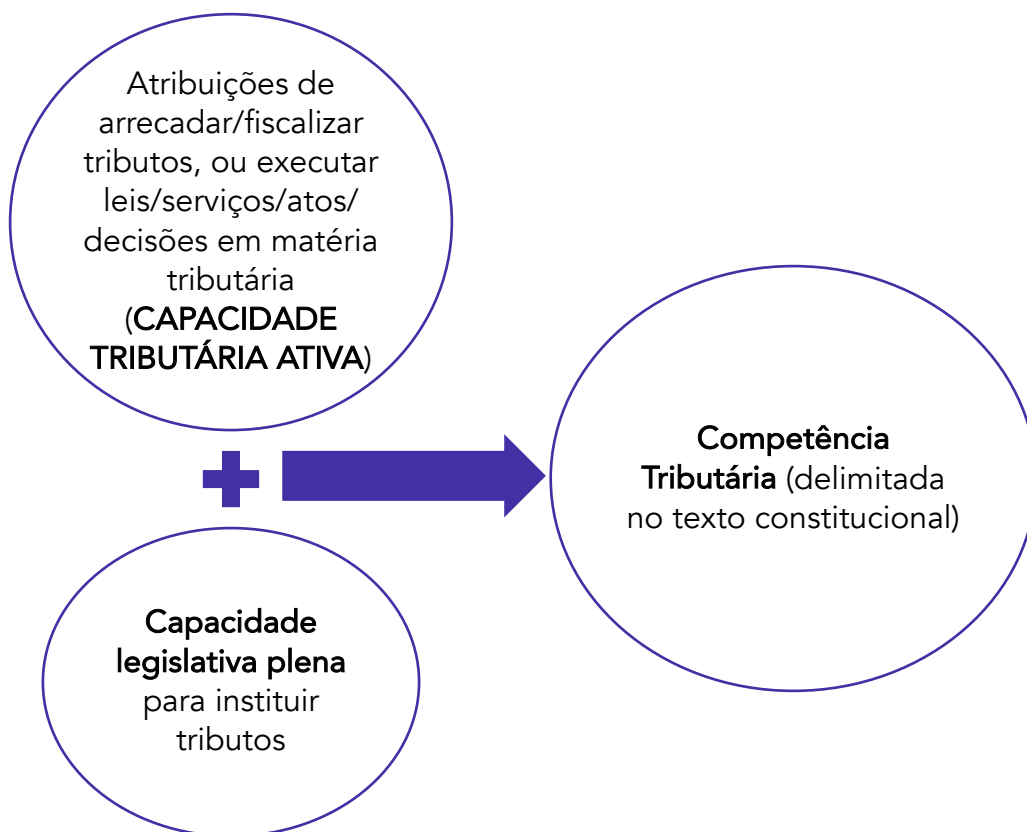 Atribuições de
arrecadar/fiscalizar
tributos, ou executar
leis/serviços/atos/
decisões em matéria
tributária
(CAPACIDADE
TRIBUTÁRIA ATIVA)
Capacidade
legislativa plena
para instituir
tributos
Competência
Tributária (delimitada
no texto constitucional)